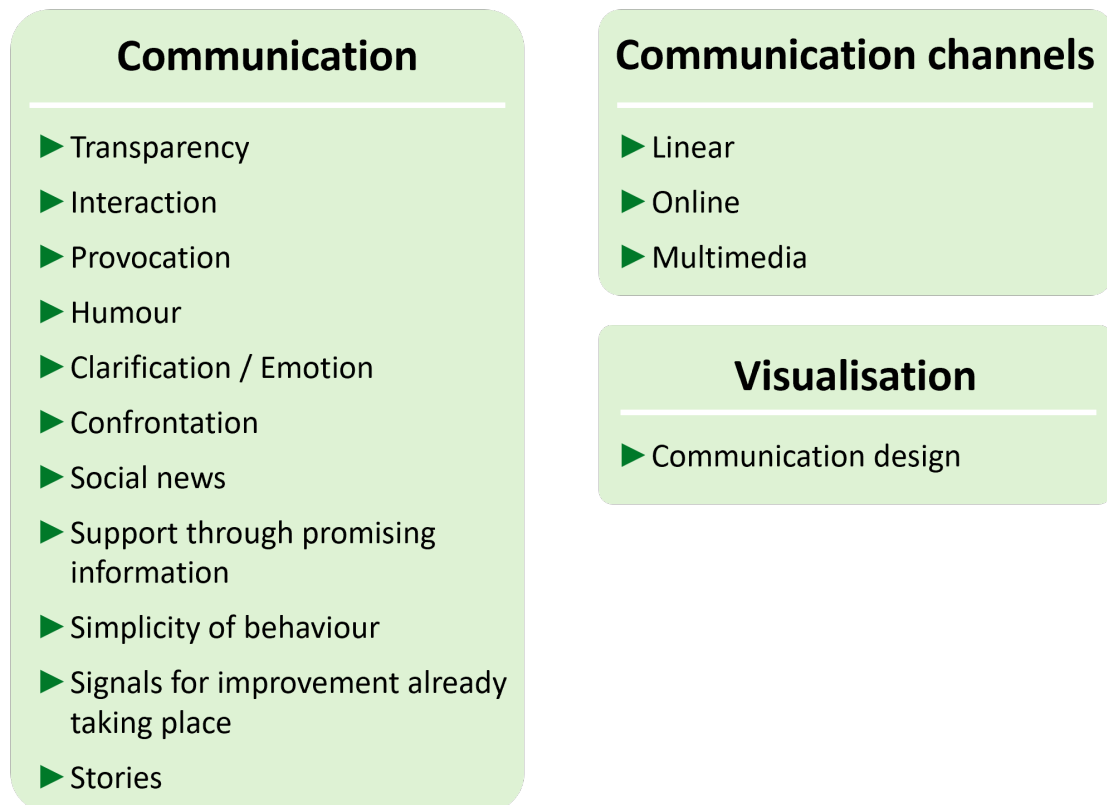 Communication
Transparency
Interaction
Provocation
Humour
Clarification / Emotion
Confrontation
Social news
Support through promising
information
Simplicity of behaviour
Signals for improvement already
taking place
Stories
Communication channels
Linear
Online
Multimedia
Visualisation
Communication design